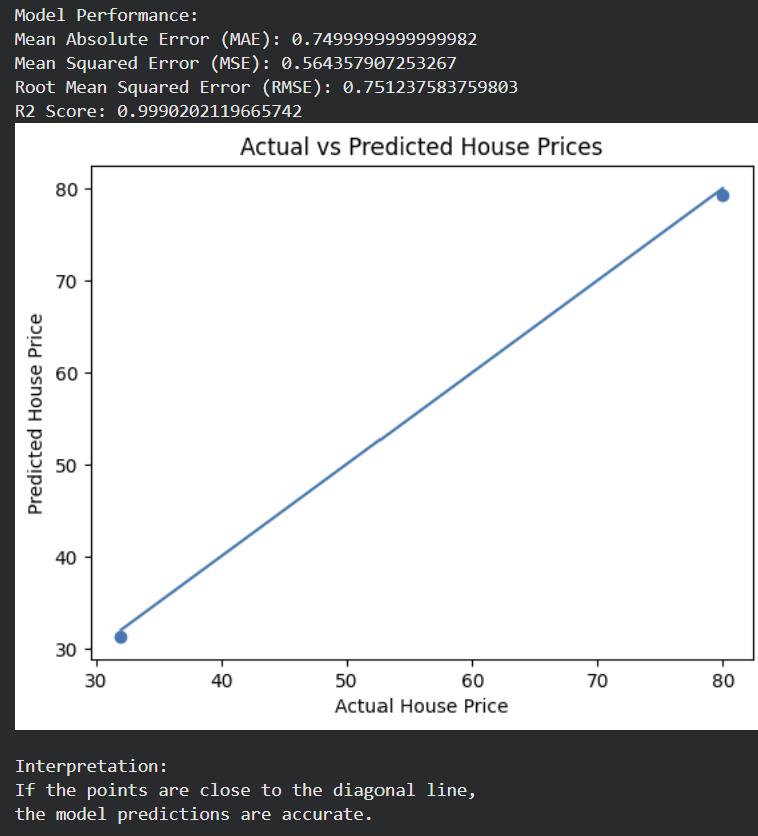 Model Performance:
Mean Absolute Error (MAE): 0.7499999999999982
Mean Squared Error (MSE): 0.564357907253267
Root Mean Squared Error (RMSE): 0.751237583759803
R2 Score: 0.9990202119665742
Actual vs Predicted House Prices
80
70
60
50
40
30
Predicted House Price
30 40 50 60 70 80
Actual House Price
Interpretation:
If the points are close to the diagonal line,
the model predictions are accurate.